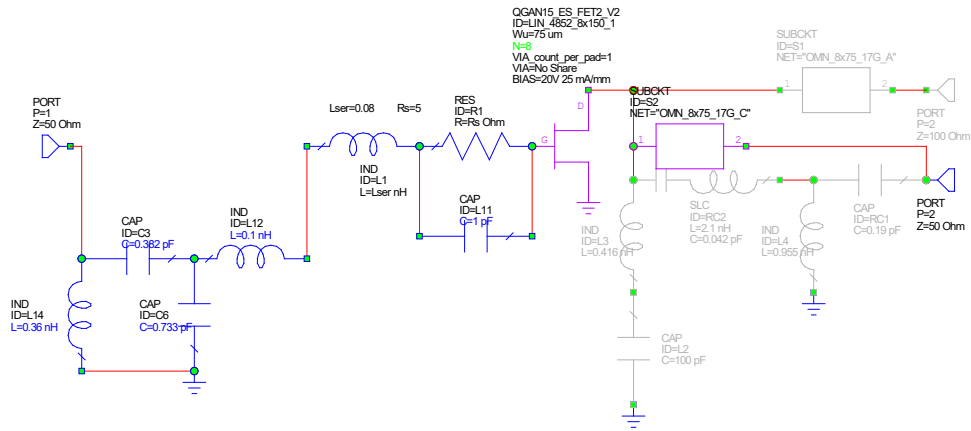 QGAN15_ES_FET2_V2
ID=LIN_4852_8x150_1
Wu=75 um
N=8
VIA_count_per_pad=1
VIA=No Share
BIAS=20V 25 mA/mm
SUBCKT
ID=S1
NET="OMN_8x75_17G_A"
1
2
PORT
P=2
Z=100 Ohm
PORT
P=1
Z=50 Ohm
Lser=0.08
Rs=5
RES
ID=R1
R=Rs Ohm
D
G
SUBCKT
ID=S2
NET="OMN_8x75_17G_C"
1
2
IND
ID=L1
L=Lser nH
CAP
ID=L11
C=1 pF
CAP
ID=C3
C=0.382 pF
IND
ID=L12
L=0.1 nH
IND
ID=L14
L=0.36 nH
CAP
ID=C6
C=0.733 pF
IND
ID=L3
L=0.416 nH
SLC
ID=RC2
L=2.1 nH
C=0.042 pF
IND
ID=L4
L=0.955 nH
CAP
ID=RC1
C=0.19 pF
PORT
P=2
Z=50 Ohm
CAP
ID=L2
C=100 pF